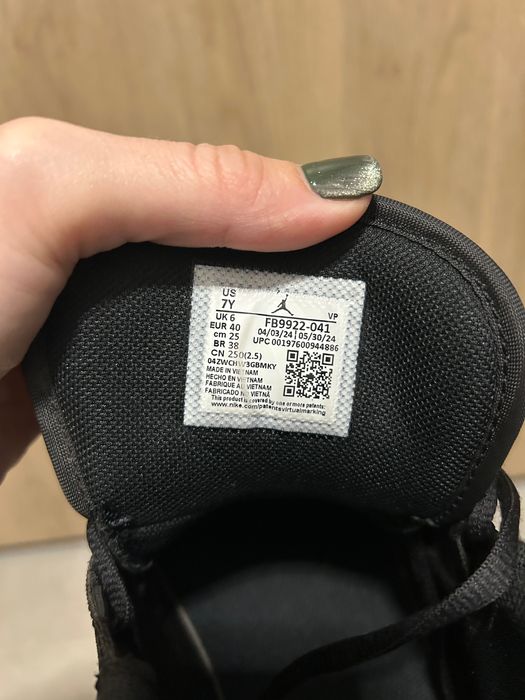 US
7Y
UK 6
EUR 40
cm 25
BR 38
CN 250(2.5)
VP
FB9922-041
04/03/24 | 05/30/24
UPC 00197600944886
04ZWCHW3GBMKY
MADE IN VIETNAM
HECHO EN VIETNAM
FABRIQUE AU VIETNAM
FABRICADO NO VIETNÃ
This product is covered by one or more patents:
www.nike.com/patentsvirtualmarking